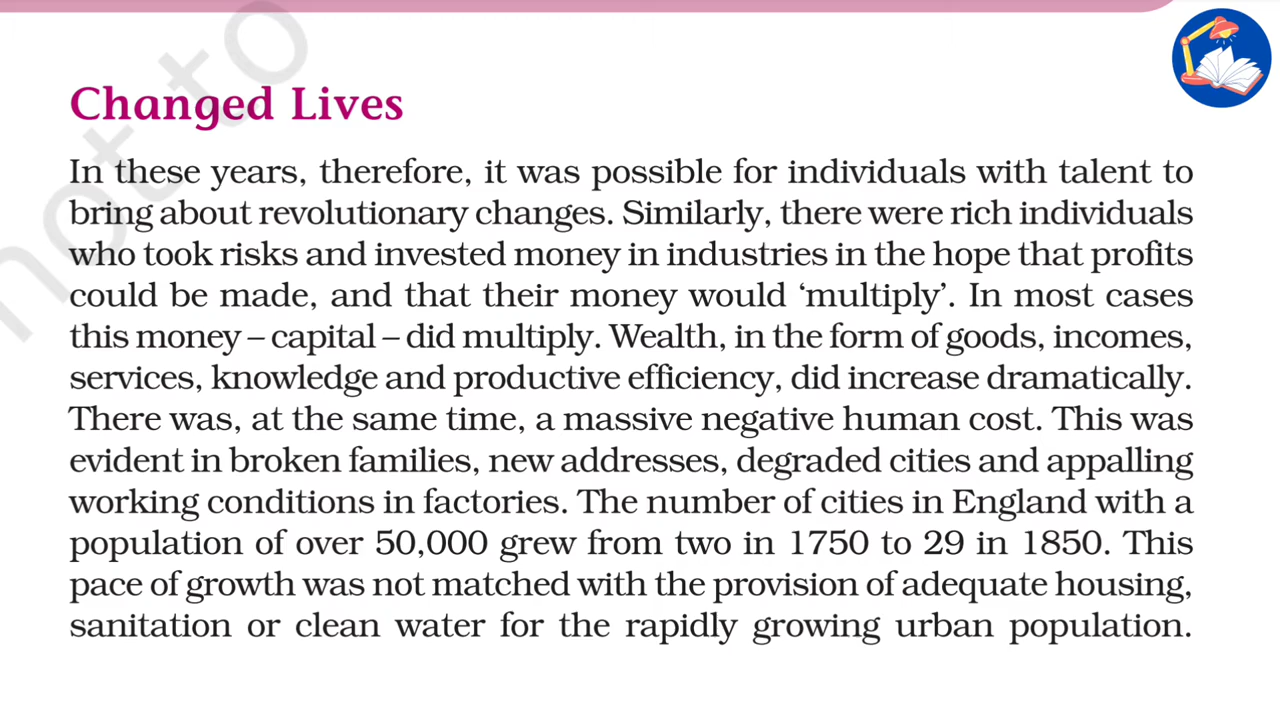 Changed Lives
In these years, therefore, it was possible for individuals with talent to
bring about revolutionary changes. Similarly, there were rich individuals
who took risks and invested money in industries in the hope that profits
could be made, and that their money would ‘multiply’. In most cases
this money – capital – did multiply. Wealth, in the form of goods, incomes,
services, knowledge and productive efficiency, did increase dramatically.
There was, at the same time, a massive negative human cost. This was
evident in broken families, new addresses, degraded cities and appalling
working conditions in factories. The number of cities in England with a
population of over 50,000 grew from two in 1750 to 29 in 1850. This
pace of growth was not matched with the provision of adequate housing,
sanitation or clean water for the rapidly growing urban population.
not to